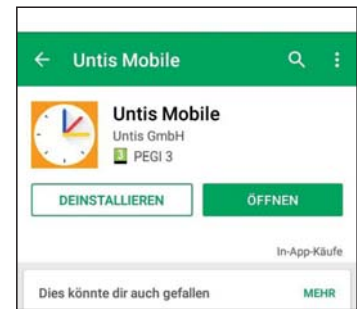 Untis Mobile
Untis Mobile
Untis GmbH
3 PEGI 3
DEINSTALLIEREN ÖFFNEN
In-App-Käufe
Dies könnte dir auch gefallen MEHR